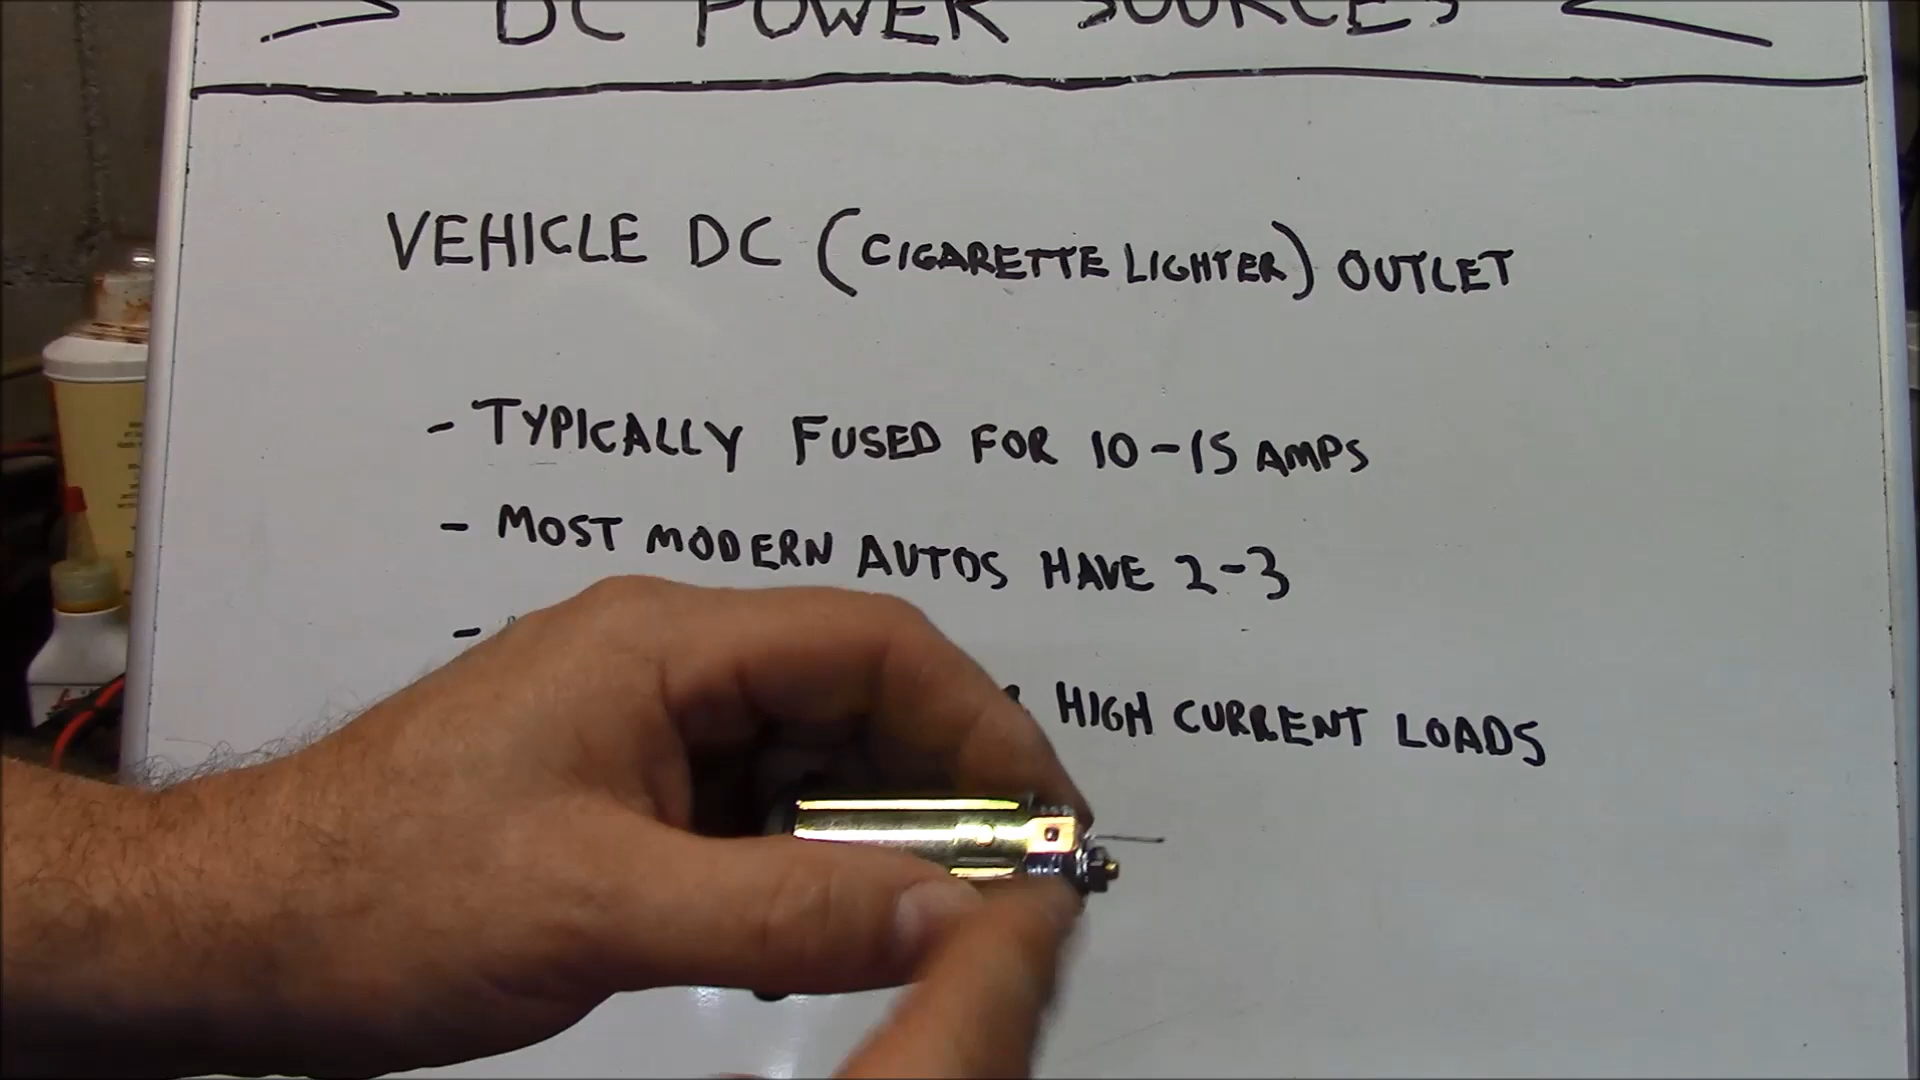 DC POWER SOURCES
VEHICLE DC (CIGARETTE LIGHTER) OUTLET
- TYPICALLY FUSED FOR 10-15 AMPS
- MOST MODERN AUTOS HAVE 2-3
-
HIGH CURRENT LOADS